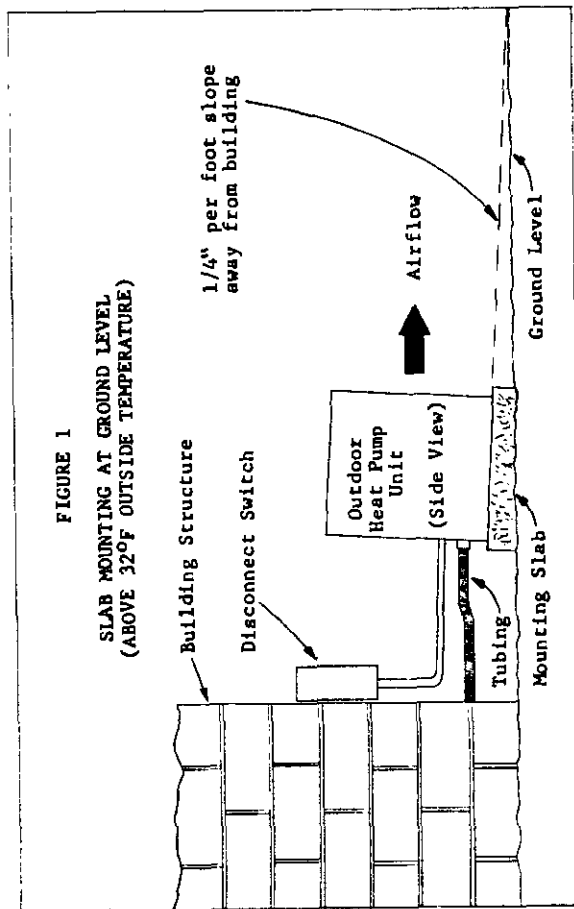 FIGURE 1
SLAB MOUNTING AT GROUND LEVEL
(ABOVE 32°F OUTSIDE TEMPERATURE)
Building Structure
Disconnect Switch
1/4" per foot slope
away from building
Outdoor
Heat Pump
Unit
(Side View)
Airflow
Tubing
Mounting Slab
Ground Level